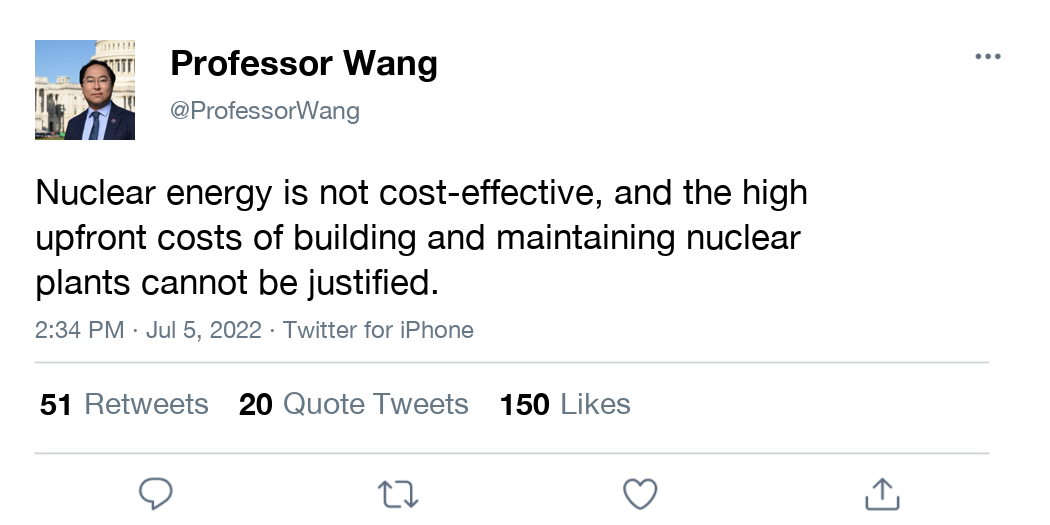 Professor Wang
@ProfessorWang
Nuclear energy is not cost-effective, and the high
upfront costs of building and maintaining nuclear
plants cannot be justified.
2:34 PM · Jul 5, 2022 · Twitter for iPhone
51 Retweets 20 Quote Tweets 150 Likes